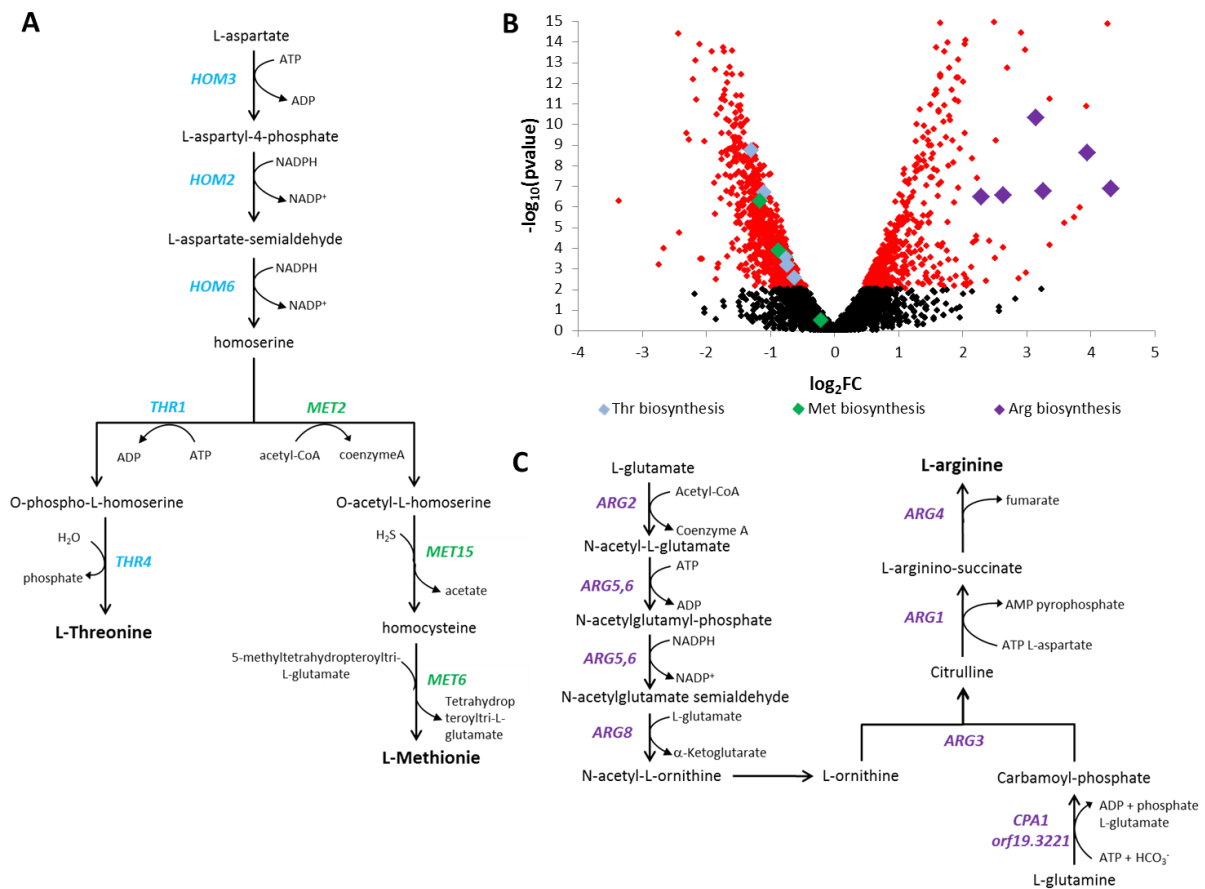 A
L-aspartate
HOM3
ATP
ADP
L-aspartyl-4-phosphate
HOM2
NADPH
NADP⁺
L-aspartate-semialdehyde
HOM6
NADPH
NADP⁺
homoserine
THR1
MET2
ADP
ATP
acetyl-CoA
coenzymeA
O-phospho-L-homoserine
O-acetyl-L-homoserine
H₂O
THR4
phosphate
L-Threonine
H₂S
MET15
acetate
homocysteine
5-methyltetrahydropteroyltri-
L-glutamate
MET6
Tetrahydrop
teroyltri-L-
glutamate
L-Methionie
B
-log₁₀(pvalue)
15
14
13
12
11
10
9
8
7
6
5
4
3
2
1
0
-4 -3 -2 -1 0 1 2 3 4 5
log₂FC
Thr biosynthesis Met biosynthesis Arg biosynthesis
C
L-glutamate
ARG2
Acetyl-CoA
Coenzyme A
N-acetyl-L-glutamate
ARG5,6
ATP
ADP
N-acetylglutamyl-phosphate
ARG5,6
NADPH
NADP⁺
N-acetylglutamate semialdehyde
ARG8
L-glutamate
α-Ketoglutarate
N-acetyl-L-ornithine
L-ornithine
L-arginine
ARG4
fumarate
L-arginino-succinate
ARG1
AMP pyrophosphate
ATP L-aspartate
Citrulline
ARG3
Carbamoyl-phosphate
CPA1
orf19.3221
ADP + phosphate
L-glutamate
ATP + HCO₃⁻
L-glutamine